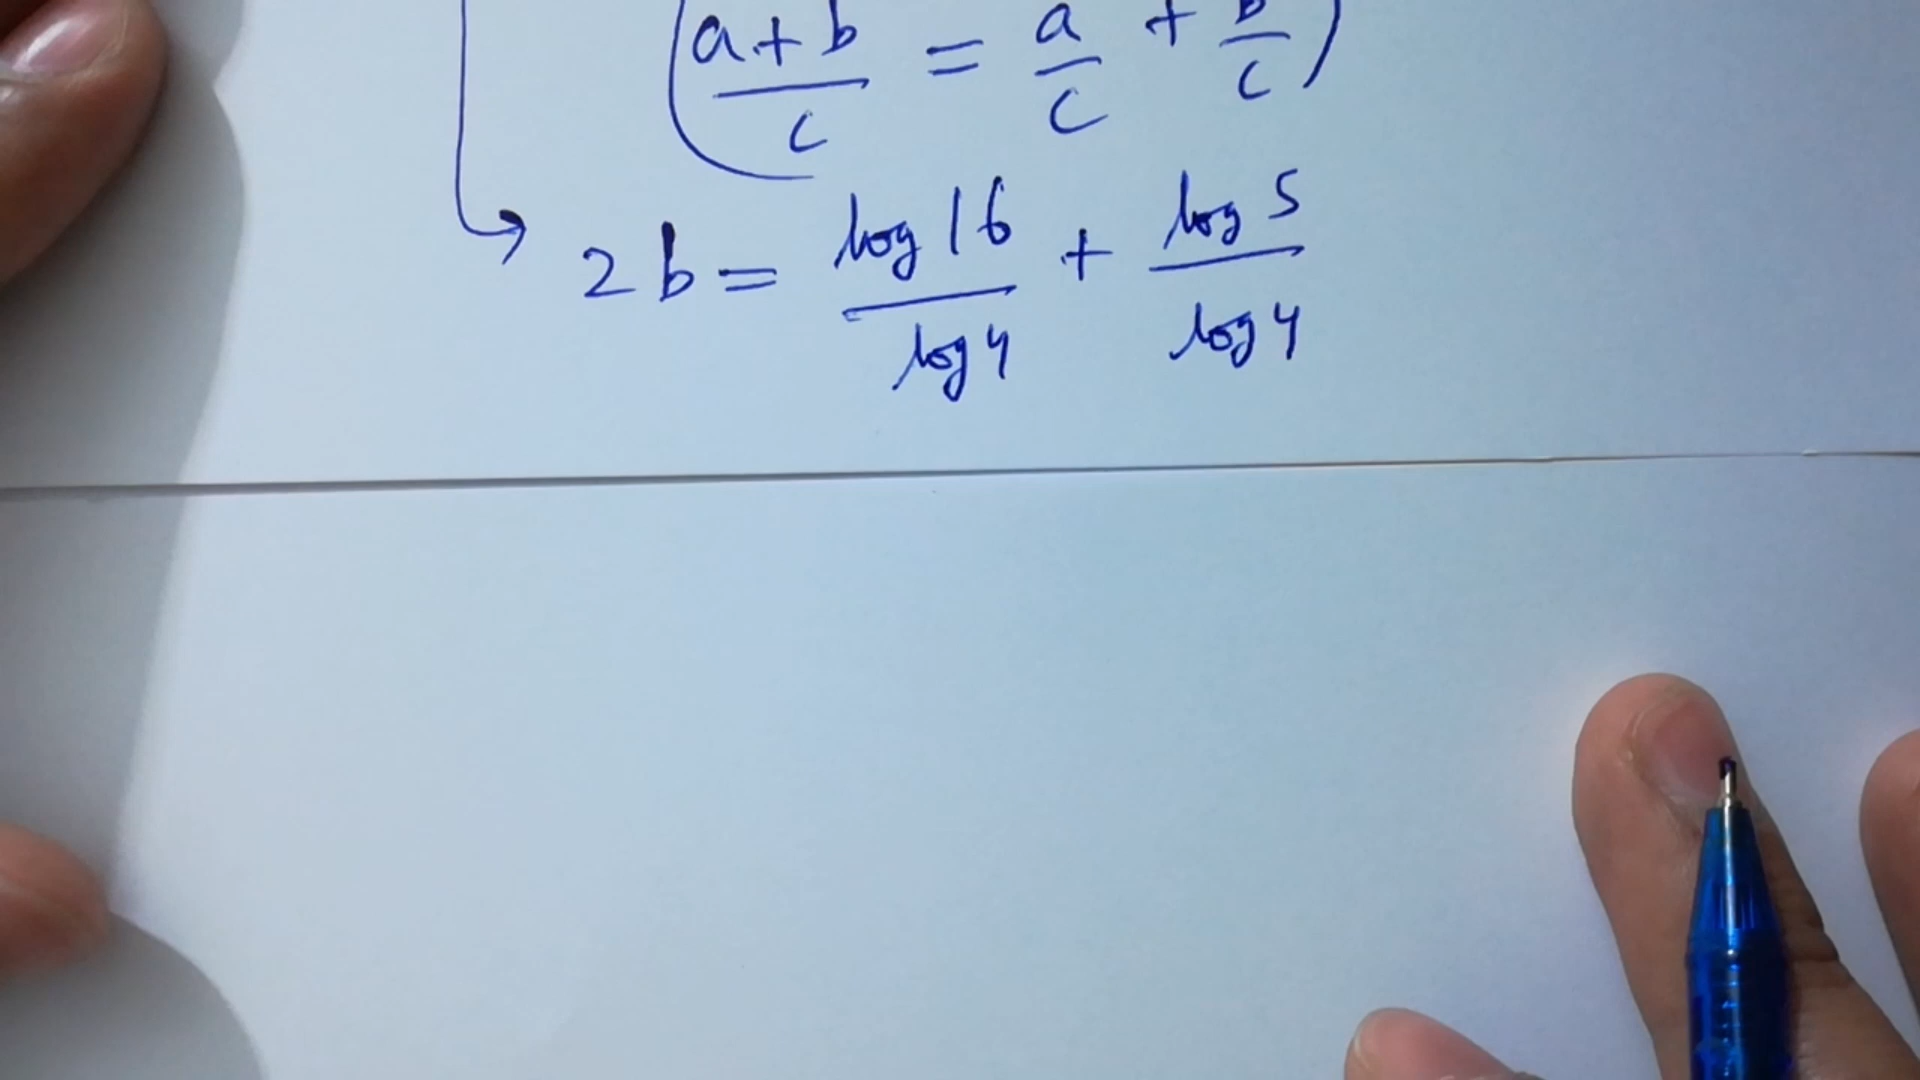 (a+b/c = a/c + b/c)
2b = log 16/log 4 + log 5/log 4